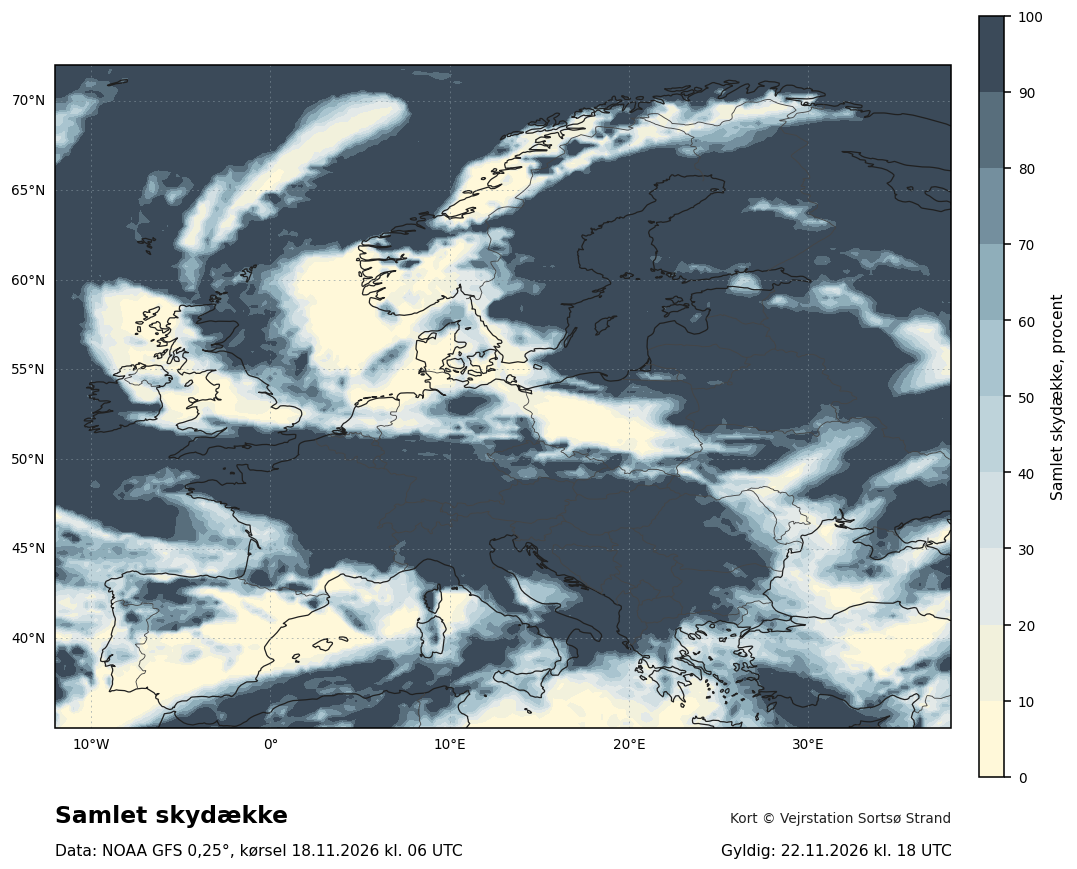 100
90
80
70
60
50
40
30
20
10
0
Samlet skydække, procent
70°N
65°N
60°N
55°N
50°N
45°N
40°N
10°W
0°
10°E
20°E
30°E
Samlet skydække
Kort © Vejrstation Sortsø Strand
Data: NOAA GFS 0,25°, kørsel 18.11.2026 kl. 06 UTC
Gyldig: 22.11.2026 kl. 18 UTC